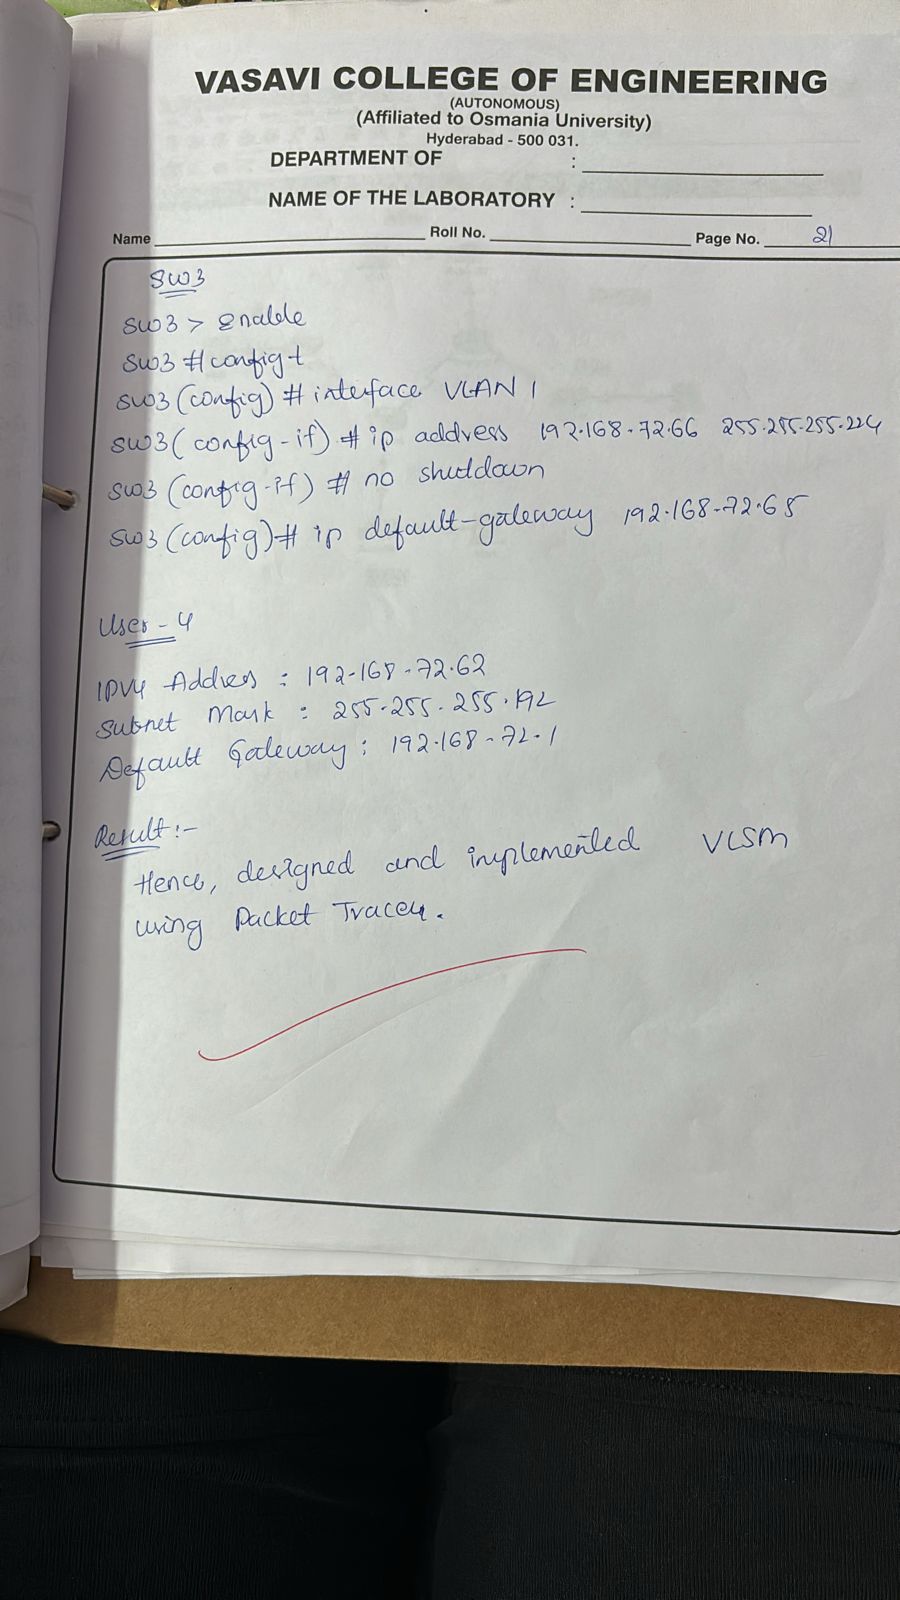 VASAVI COLLEGE OF ENGINEERING
(AUTONOMOUS)
(Affiliated to Osmania University)
Hyderabad - 500 031.
DEPARTMENT OF :
NAME OF THE LABORATORY :
Name Roll No. Page No. 21
SW3
SW3 > Enable
SW3 # config t
SW3 (config) # interface VLAN 1
SW3 (config-if) # ip address 192.168.72.66 255.255.255.224
SW3 (config-if) # no shutdown
SW3 (config) # ip default-gateway 192.168.72.65
User - 4
IPV4 Address : 192.168.72.62
Subnet Mask : 255.255.255.192
Default Gateway : 192.168.72.1
Result :-
Hence, designed and implemented VLSM
using Packet Tracer.